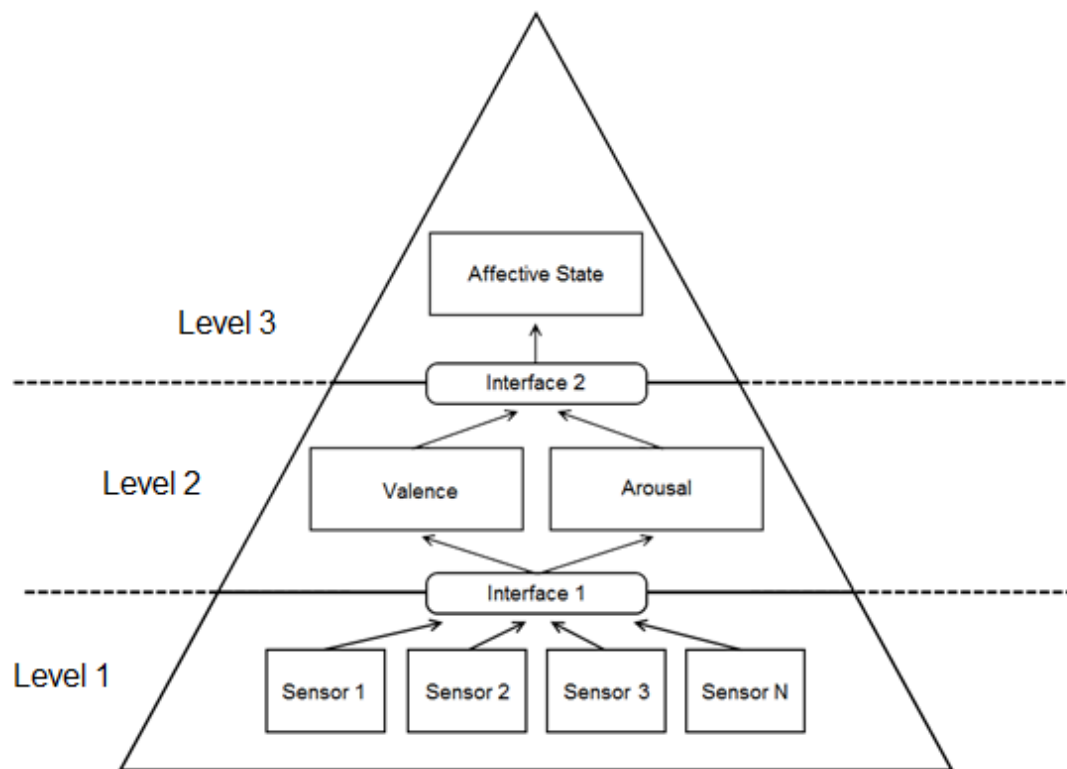 Affective State
Level 3
Interface 2
Level 2
Valence
Arousal
Interface 1
Level 1
Sensor 1
Sensor 2
Sensor 3
Sensor N